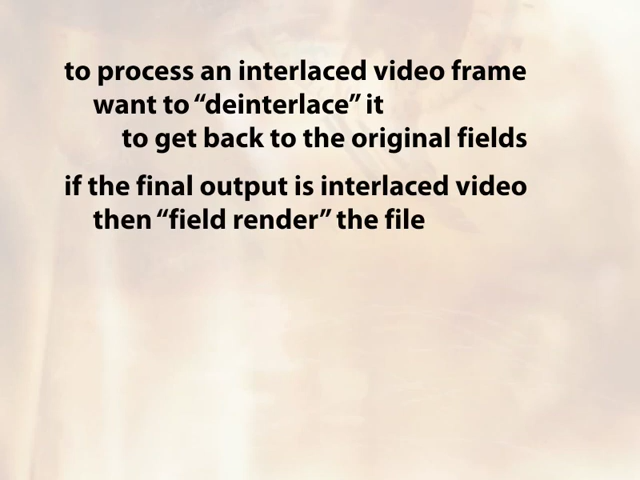 to process an interlaced video frame
want to “deinterlace” it
to get back to the original fields
if the final output is interlaced video
then “field render” the file